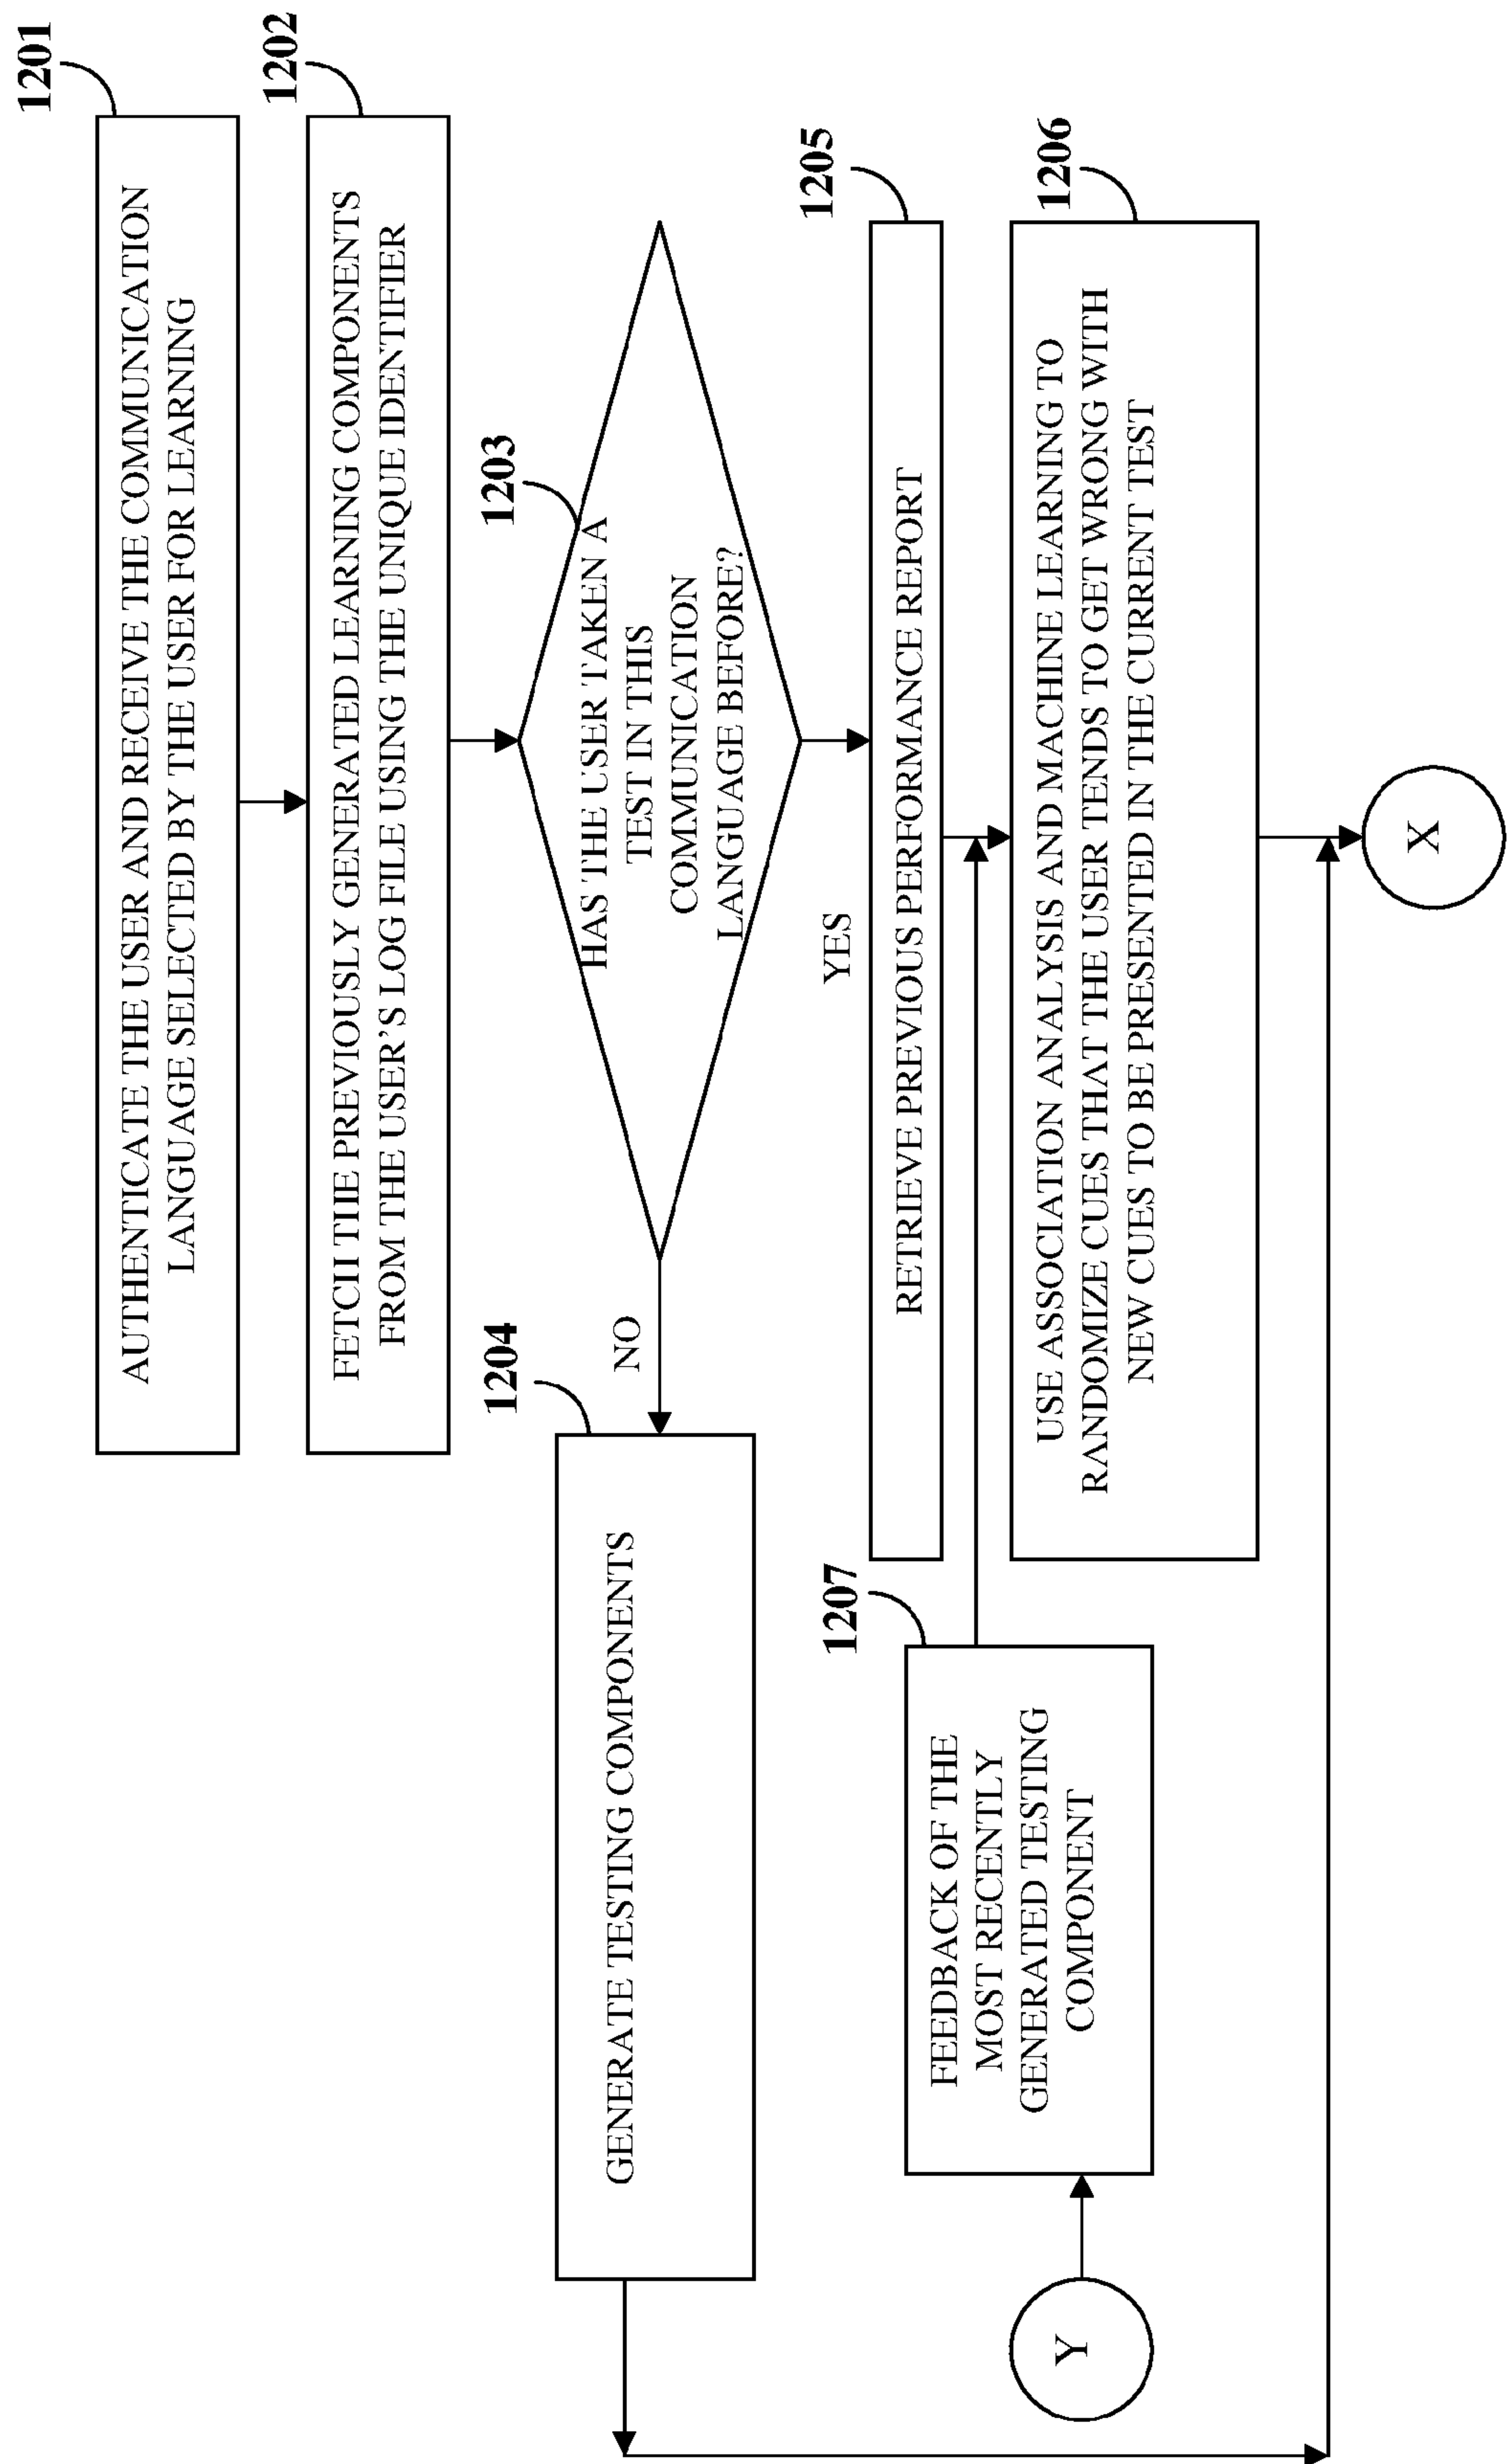 1201
AUTHENTICATE THE USER AND RECEIVE THE COMMUNICATION
LANGUAGE SELECTED BY THE USER FOR LEARNING
1202
FETCII TIIE PREVIOUSLY GENERATED LEARNING COMPONENTS
FROM THE USER'S LOG FILE USING THE UNIQUE IDENTIFIER
1203
HAS THE USER TAKEN A
TEST IN THIS
COMMUNICATION
LANGUAGE BEFORE?
NO
1204
GENERATE TESTING COMPONENTS
YES
1205
RETRIEVE PREVIOUS PERFORMANCE REPORT
1206
USE ASSOCIATION ANALYSIS AND MACHINE LEARNING TO
RANDOMIZE CUES THAT THE USER TENDS TO GET WRONG WITH
NEW CUES TO BE PRESENTED IN THE CURRENT TEST
1207
FEEDBACK OF THE
MOST RECENTLY
GENERATED TESTING
COMPONENT
Y
X